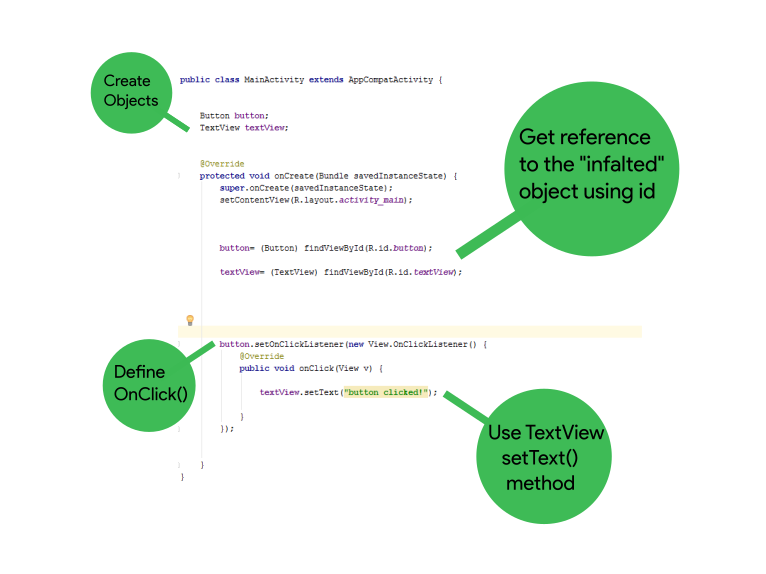 Create
Objects
public class MainActivity extends AppCompatActivity {
Button button;
TextView textView;
Get reference
to the "infalted"
object using id
@Override
protected void onCreate(Bundle savedInstanceState) {
super.onCreate(savedInstanceState);
setContentView(R.layout.activity_main);
button= (Button) findViewById(R.id.button);
textView= (TextView) findViewById(R.id.textView);
button.setOnClickListener(new View.OnClickListener() {
@Override
public void onClick(View v) {
Define
OnClick()
textView.setText("button clicked!");
}
});
Use TextView
setText()
method
}
}